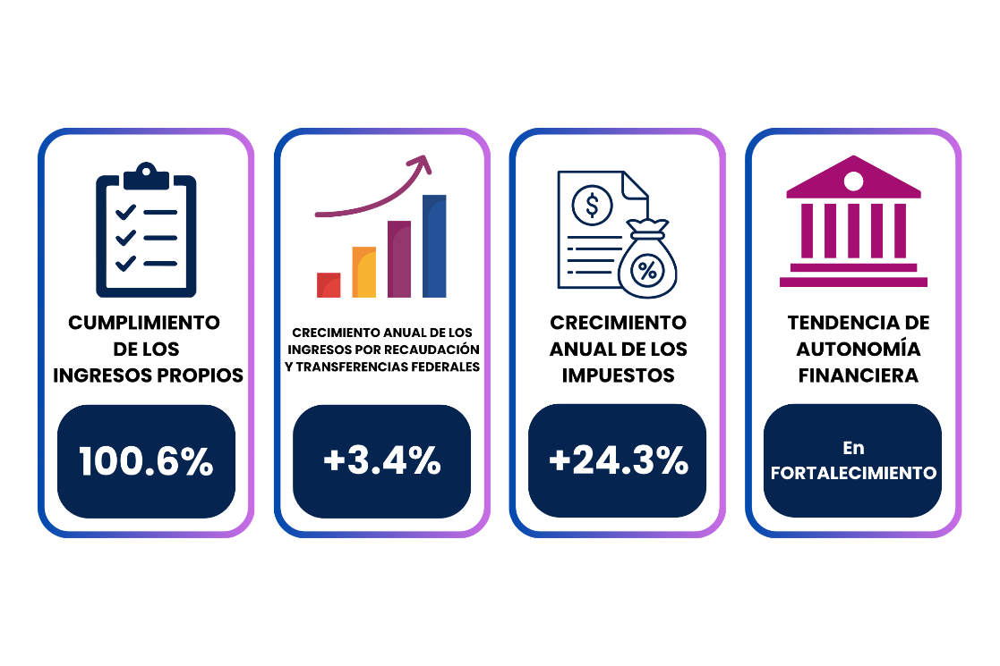 CUMPLIMIENTO
DE LOS
INGRESOS PROPIOS
100.6%
CRECIMIENTO ANUAL DE LOS
INGRESOS POR RECAUDACIÓN
Y TRANSFERENCIAS FEDERALES
+3.4%
$
%
CRECIMIENTO
ANUAL DE LOS
IMPUESTOS
+24.3%
TENDENCIA DE
AUTONOMÍA
FINANCIERA
En
FORTALECIMIENTO